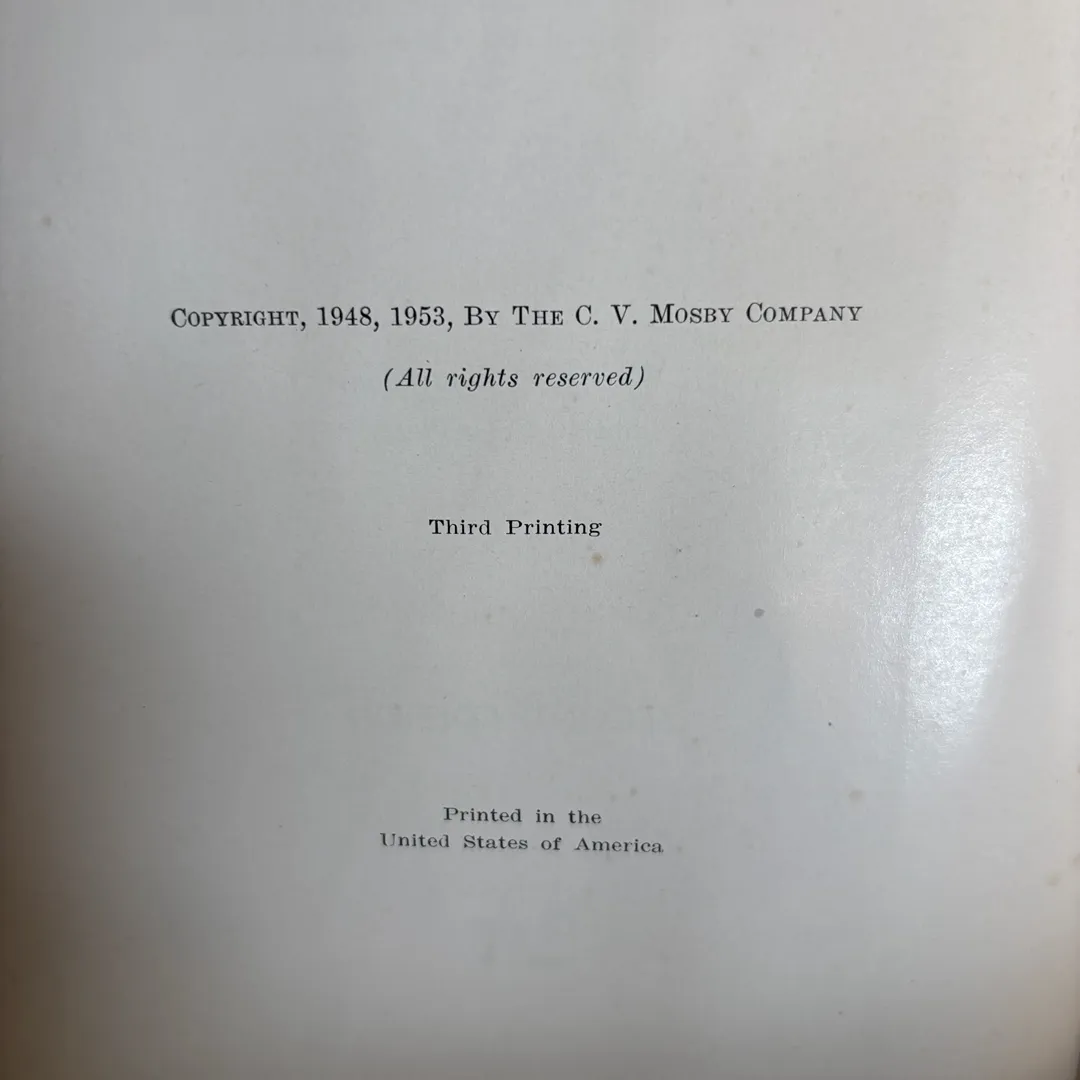 Copyright, 1948, 1953, By The C. V. Mosby Company
(All rights reserved)
Third Printing
Printed in the
United States of America